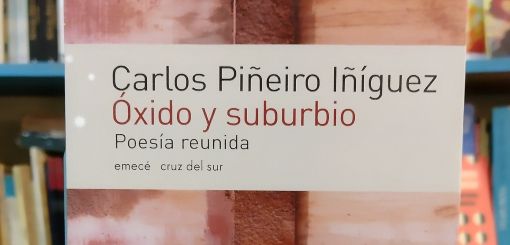 Carlos Piñeiro Iñíguez
Óxido y suburbio
Poesía reunida
emecé cruz del sur